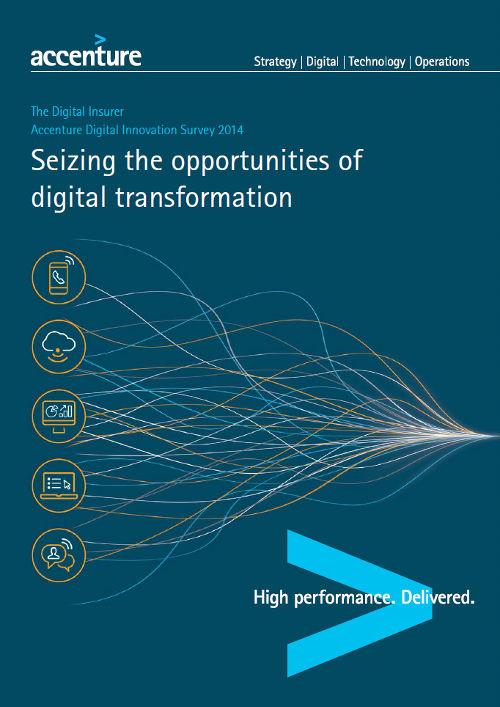 accenture
Strategy | Digital | Technology | Operations
The Digital Insurer
Accenture Digital Innovation Survey 2014
Seizing the opportunities of
digital transformation
High performance. Delivered.